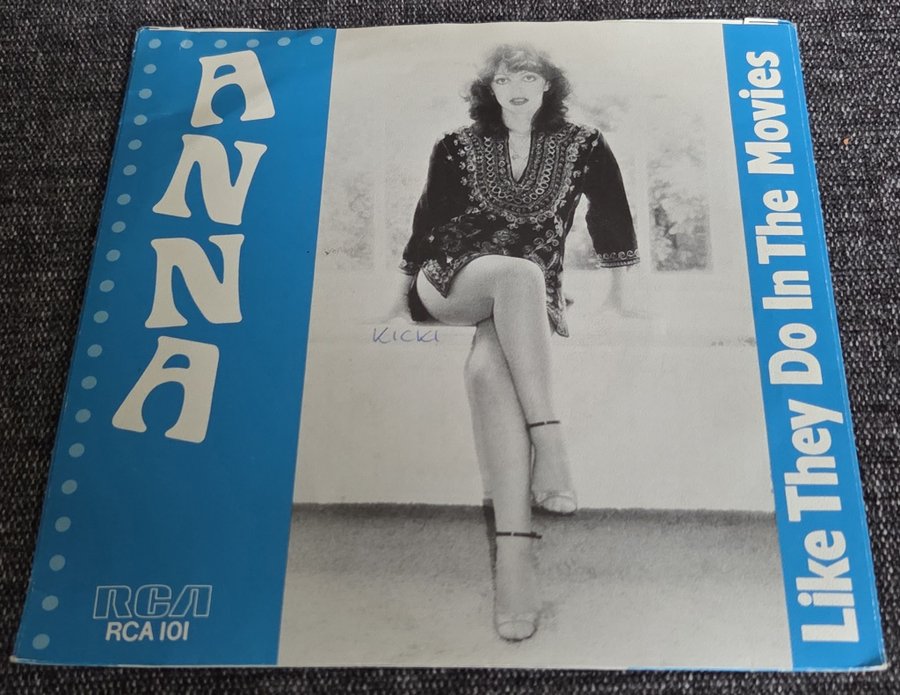 ANNA
KICKI
Like They Do In The Movies
RCA
RCA 101